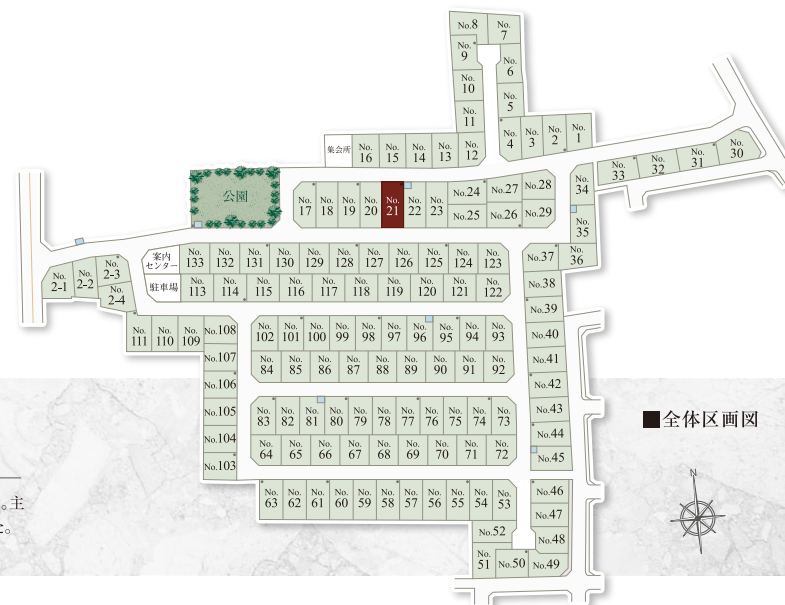 No.8
No.7
No.9
No.6
No.10
No.5
No.11
No.4
No.3
No.2
No.1
集会所
No.16
No.15
No.14
No.13
No.12
No.33
No.32
No.31
No.30
公園
No.17
No.18
No.19
No.20
No.21
No.22
No.23
No.24
No.27
No.28
No.25
No.26
No.29
No.34
No.35
No.36
案内
センター
No.133
No.132
No.131
No.130
No.129
No.128
No.127
No.126
No.125
No.124
No.123
No.37
No.2-1
No.2-2
No.2-3
No.2-4
駐車場
No.113
No.114
No.115
No.116
No.117
No.118
No.119
No.120
No.121
No.122
No.38
No.39
No.111
No.110
No.109
No.108
No.102
No.101
No.100
No.99
No.98
No.97
No.96
No.95
No.94
No.93
No.40
No.107
No.84
No.85
No.86
No.87
No.88
No.89
No.90
No.91
No.92
No.41
No.106
No.42
No.105
No.83
No.82
No.81
No.80
No.79
No.78
No.77
No.76
No.75
No.74
No.73
No.43
No.104
No.44
No.103
No.64
No.65
No.66
No.67
No.68
No.69
No.70
No.71
No.72
No.45
No.63
No.62
No.61
No.60
No.59
No.58
No.57
No.56
No.55
No.54
No.53
No.46
No.47
No.52
No.48
No.51
No.50
No.49
■全体区画図
N
。主
た。